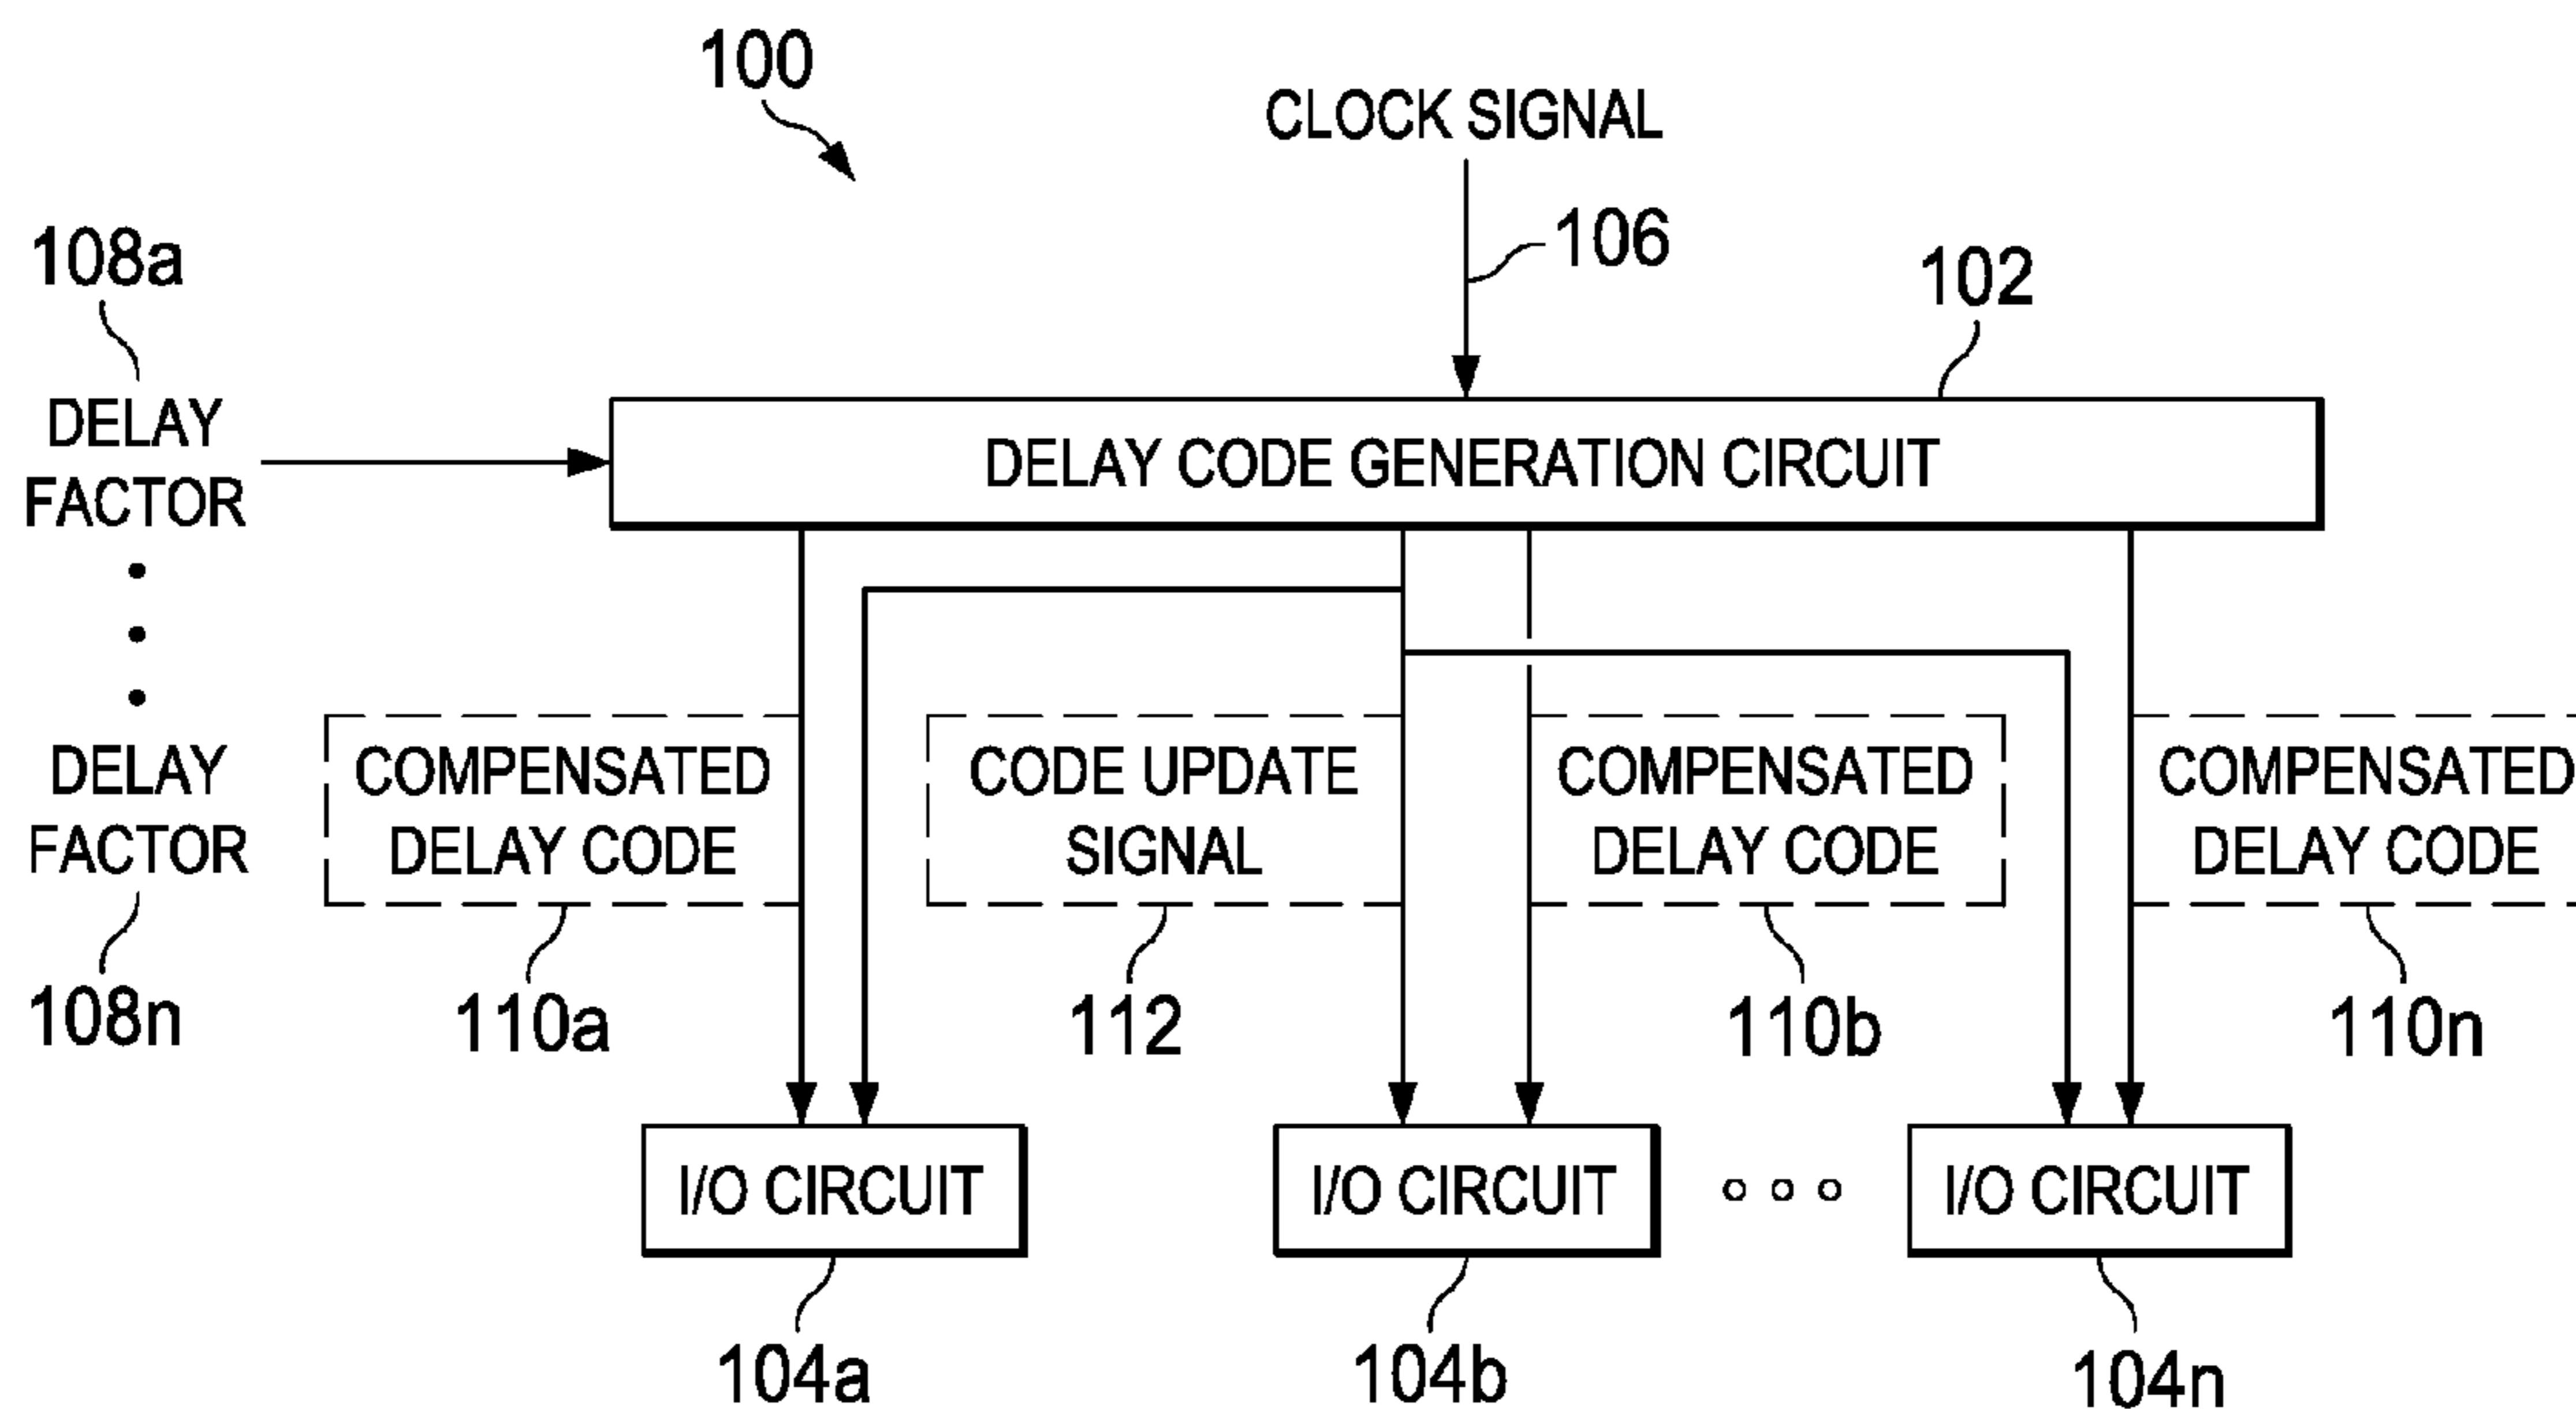 100
CLOCK SIGNAL
106
102
108a
DELAY
FACTOR
DELAY CODE GENERATION CIRCUIT
DELAY
FACTOR
108n
COMPENSATED
DELAY CODE
110a
CODE UPDATE
SIGNAL
112
COMPENSATED
DELAY CODE
110b
COMPENSATED
DELAY CODE
110n
I/O CIRCUIT
I/O CIRCUIT
I/O CIRCUIT
104a
104b
104n